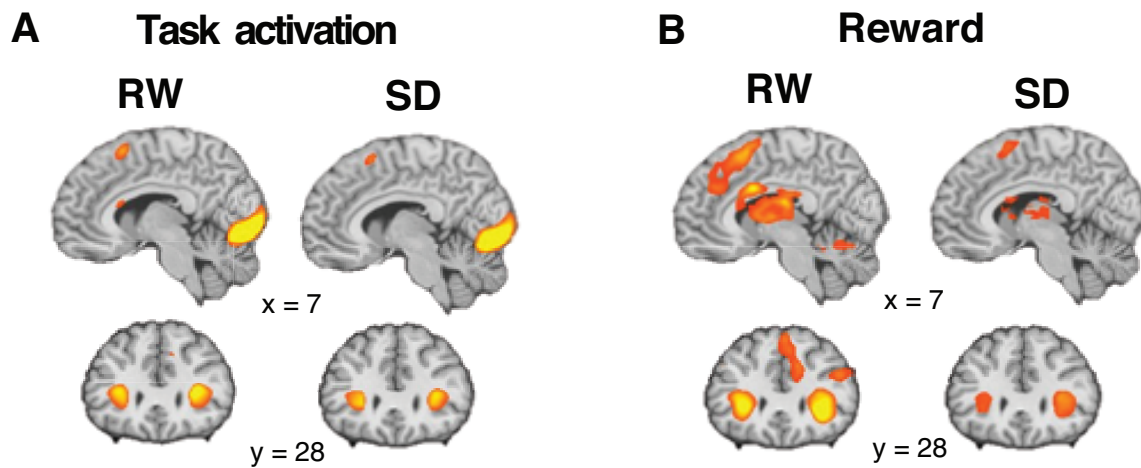 A Task activation
RW SD
x = 7
y = 28
B Reward
RW SD
x = 7
y = 28